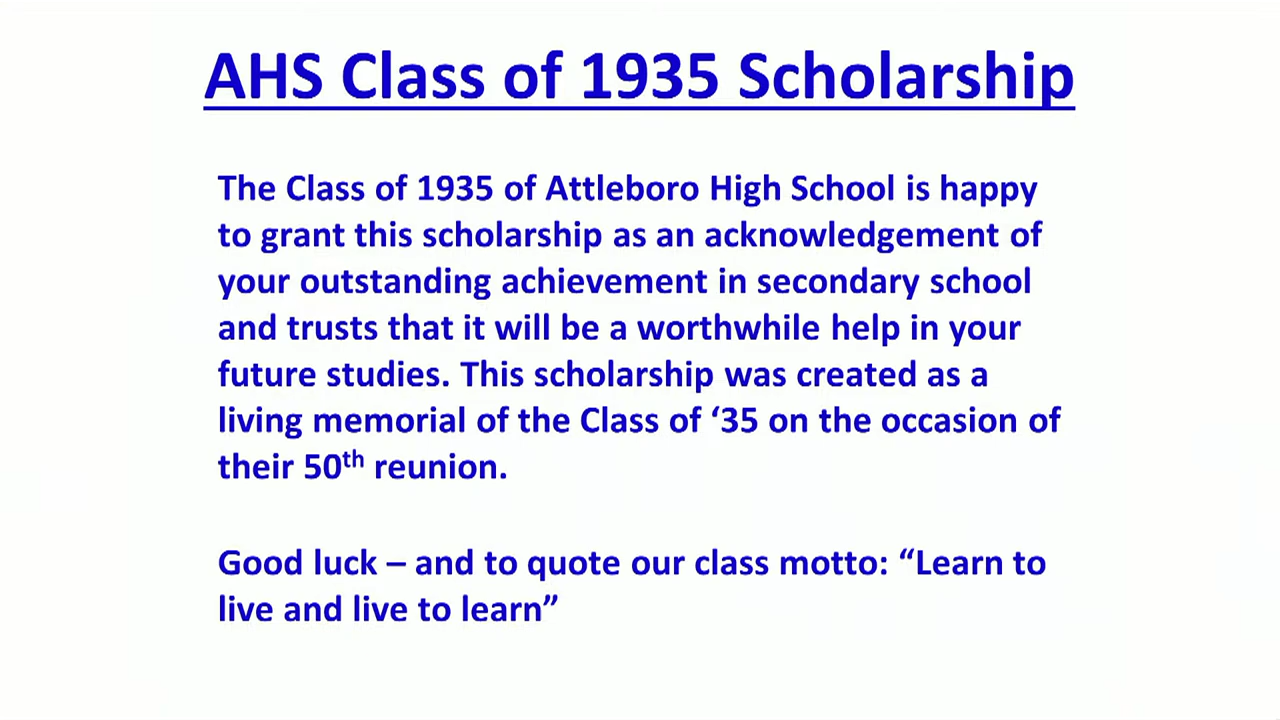 AHS Class of 1935 Scholarship
The Class of 1935 of Attleboro High School is happy
to grant this scholarship as an acknowledgement of
your outstanding achievement in secondary school
and trusts that it will be a worthwhile help in your
future studies. This scholarship was created as a
living memorial of the Class of ‘35 on the occasion of
their 50th reunion.
Good luck – and to quote our class motto: “Learn to
live and live to learn”